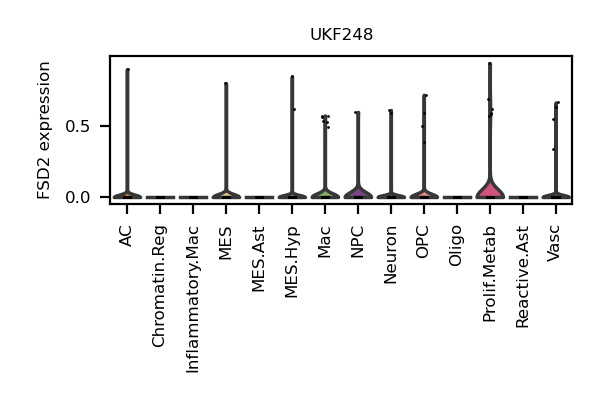 UKF248
FSD2 expression
0.5
0.0
AC
Chromatin.Reg
Inflammatory.Mac
MES
MES.Ast
MES.Hyp
Mac
NPC
Neuron
OPC
Oligo
Prolif.Metab
Reactive.Ast
Vasc